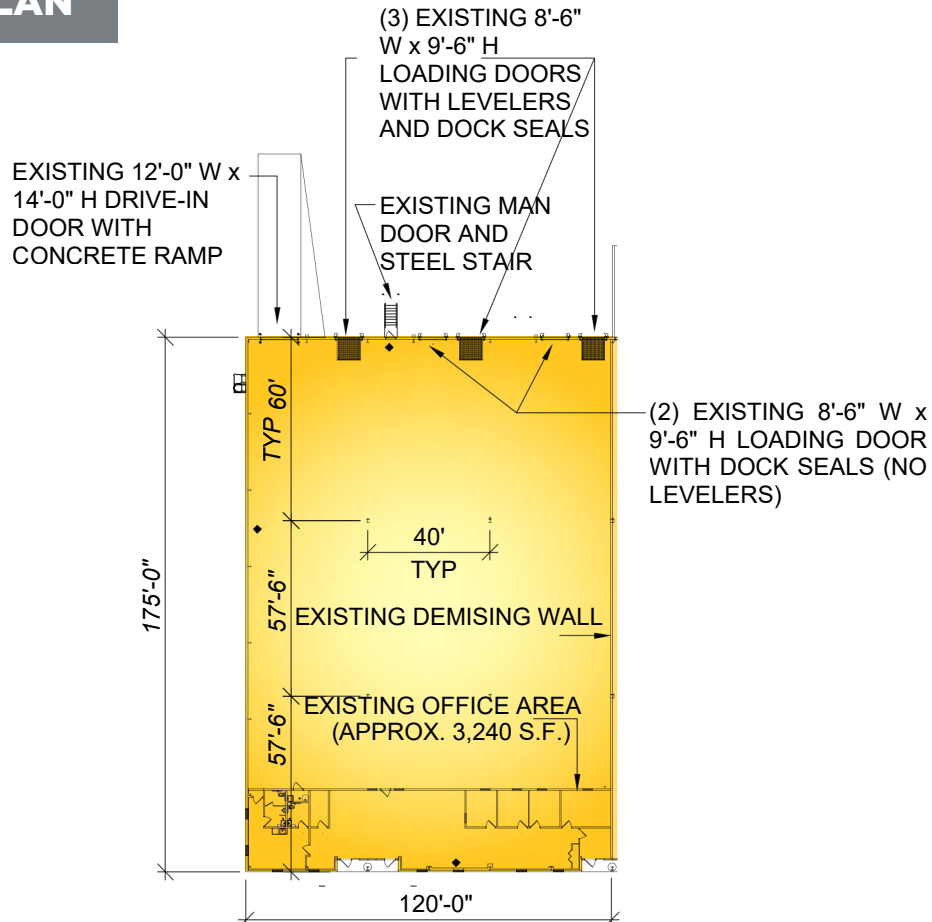 LAN
(3) EXISTING 8'-6"
W x 9'-6" H
LOADING DOORS
WITH LEVELERS
AND DOCK SEALS
EXISTING 12'-0" W x
14'-0" H DRIVE-IN
DOOR WITH
CONCRETE RAMP
EXISTING MAN
DOOR AND
STEEL STAIR
TYP 60'
(2) EXISTING 8'-6" W x
9'-6" H LOADING DOOR
WITH DOCK SEALS (NO
LEVELERS)
40'
TYP
175'-0"
57'-6"
EXISTING DEMISING WALL
57'-6"
EXISTING OFFICE AREA
(APPROX. 3,240 S.F.)
120'-0"